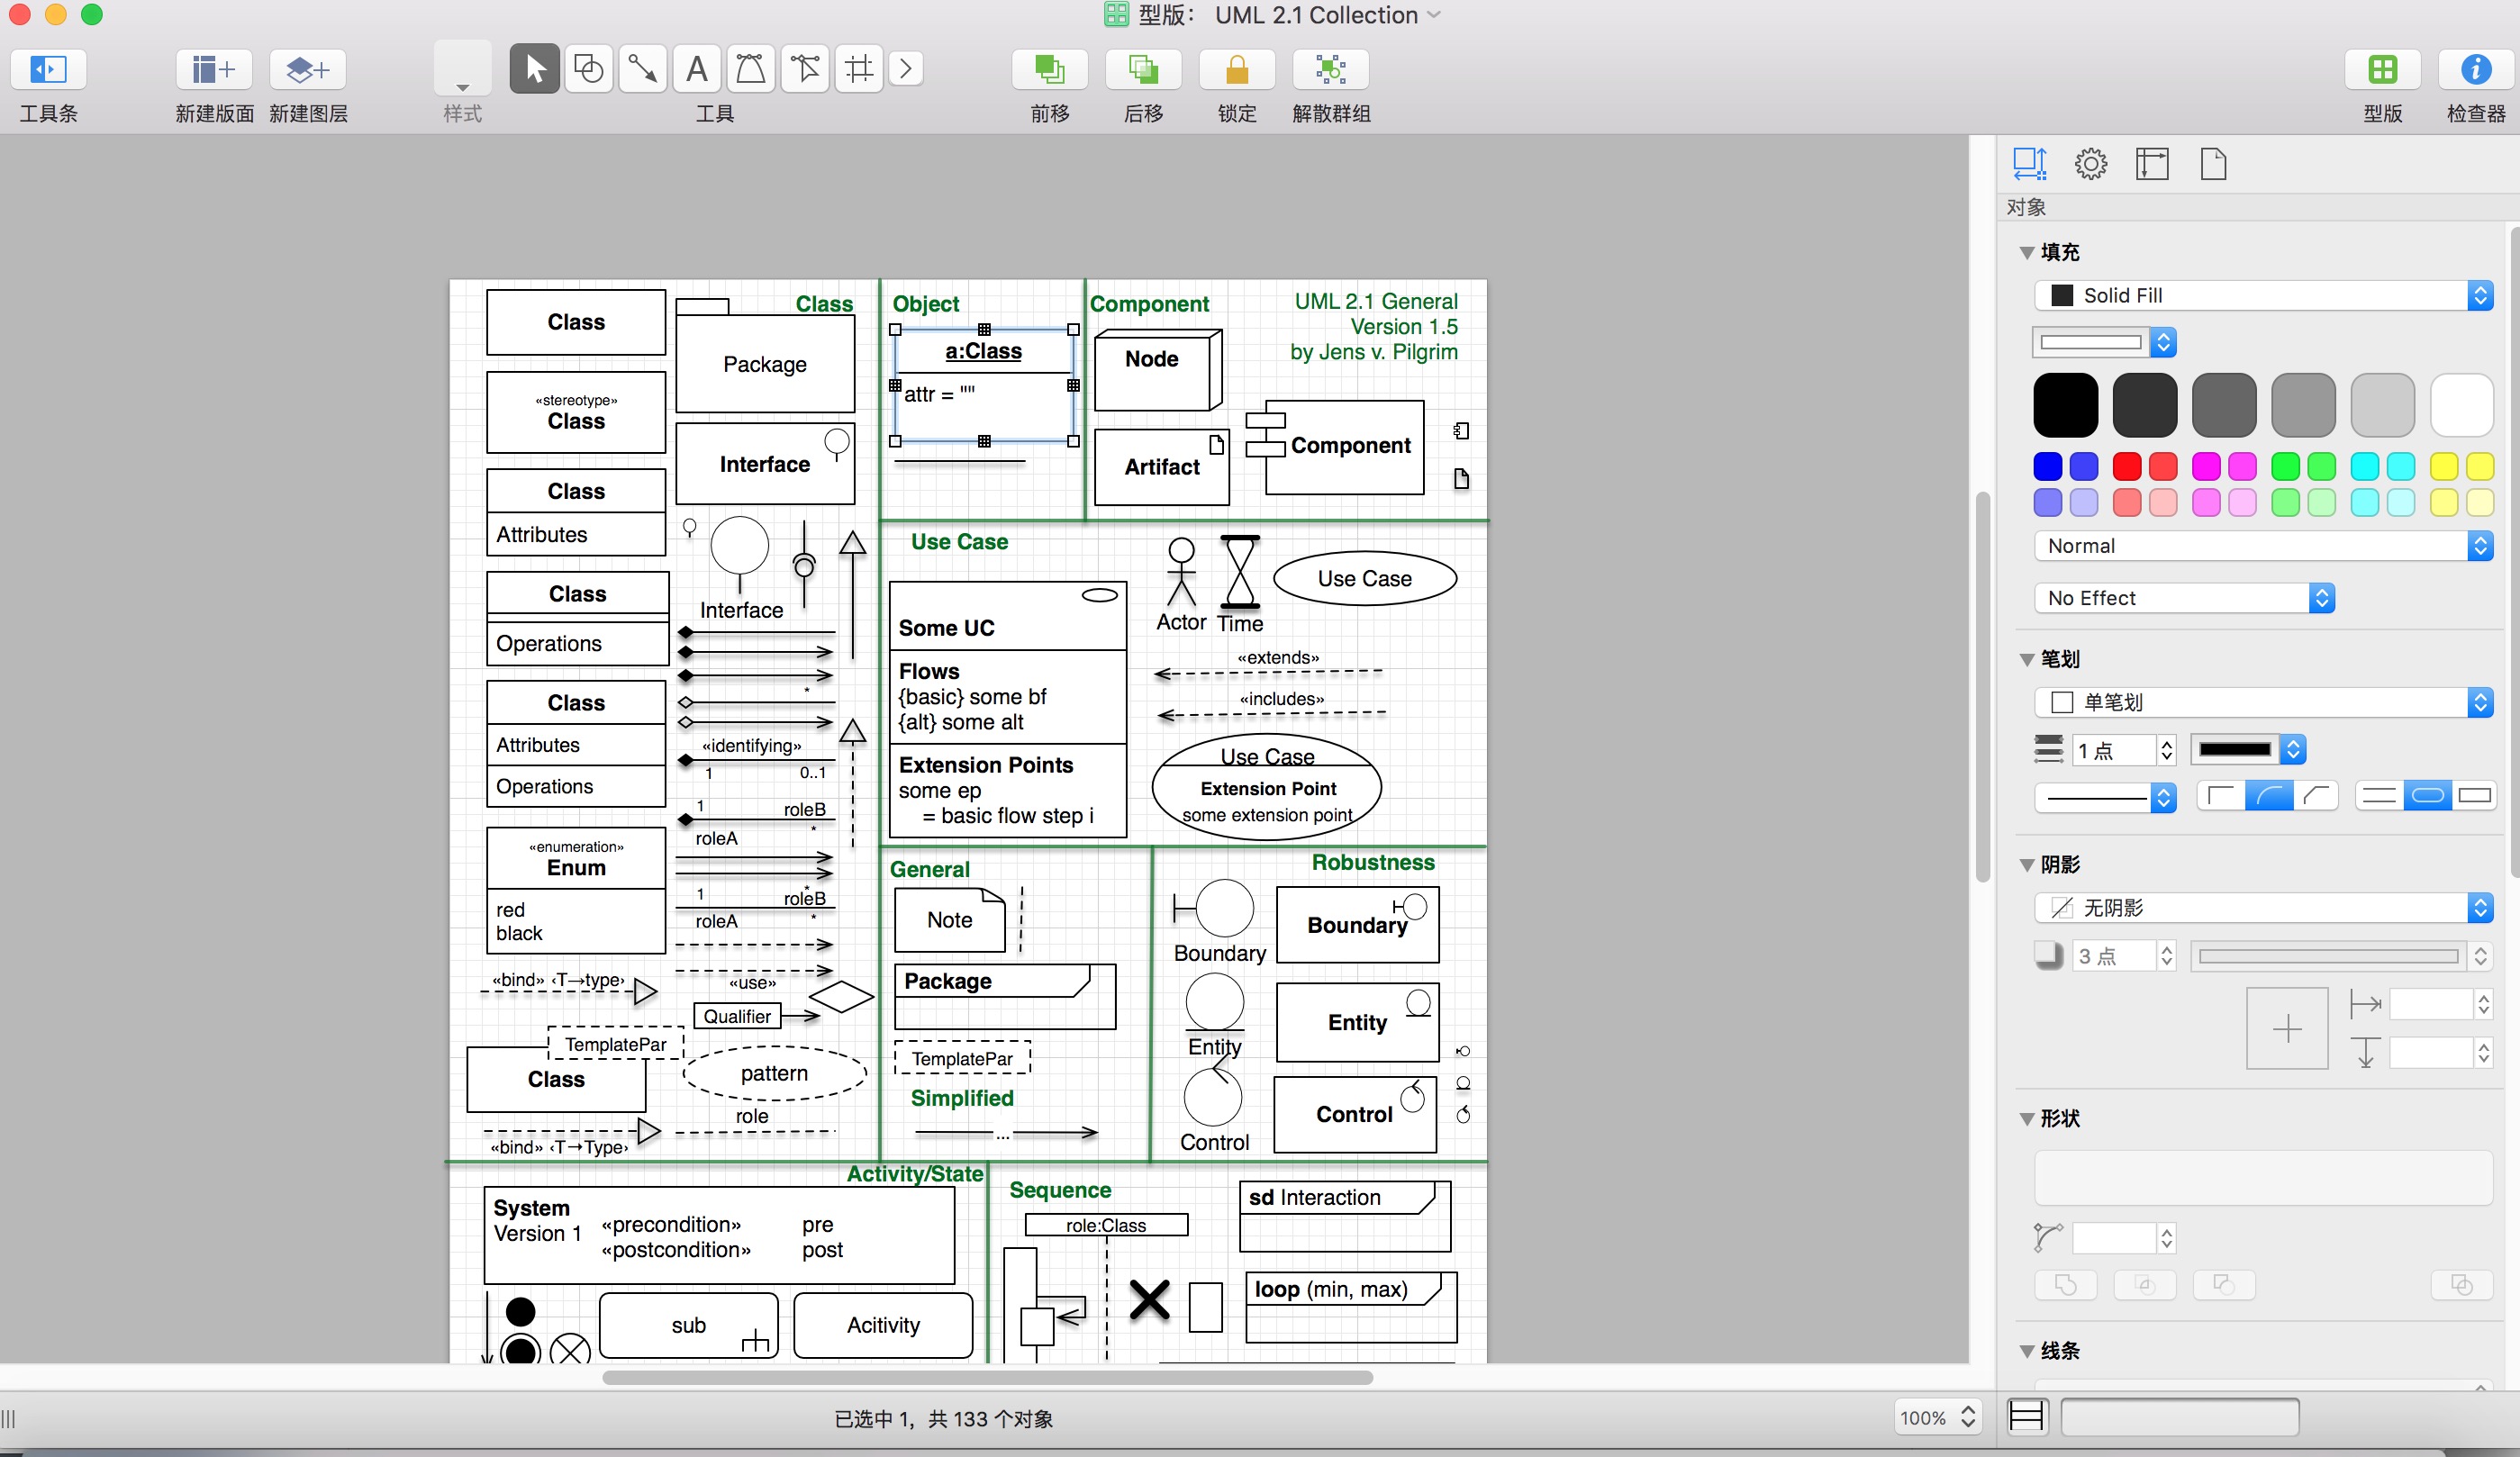 型版： UML 2.1 Collection
工具条
新建版面
新建图层
样式
A
工具
前移
后移
锁定
解散群组
型版
检查器
Class
Class
Package
«stereotype»
Class
Interface
Class
Attributes
Interface
Class
Operations
*
Class
Attributes
Operations
«identifying»
1
0..1
1
roleB
roleA
*
«enumeration»
Enum
red
black
*
1
roleB
roleA
*
«bind» ‹T→type›
«use»
Qualifier
TemplatePar
Class
pattern
role
«bind» ‹T→Type›
Object
a:Class
attr = ""
Component
UML 2.1 General
Version 1.5
by Jens v. Pilgrim
Node
Artifact
Component
Use Case
Some UC
Flows
{basic} some bf
{alt} some alt
Extension Points
some ep
= basic flow step i
Actor
Time
Use Case
«extends»
«includes»
Use Case
Extension Point
some extension point
General
Note
Package
TemplatePar
Simplified
...
Robustness
Boundary
Boundary
Entity
Entity
Control
Control
Activity/State
System
Version 1
«precondition»
pre
«postcondition»
post
sub
Acitivity
Sequence
role:Class
sd Interaction
loop (min, max)
对象
填充
Solid Fill
Normal
No Effect
笔划
单笔划
1 点
阴影
无阴影
3 点
形状
线条
已选中 1，共 133 个对象
100%